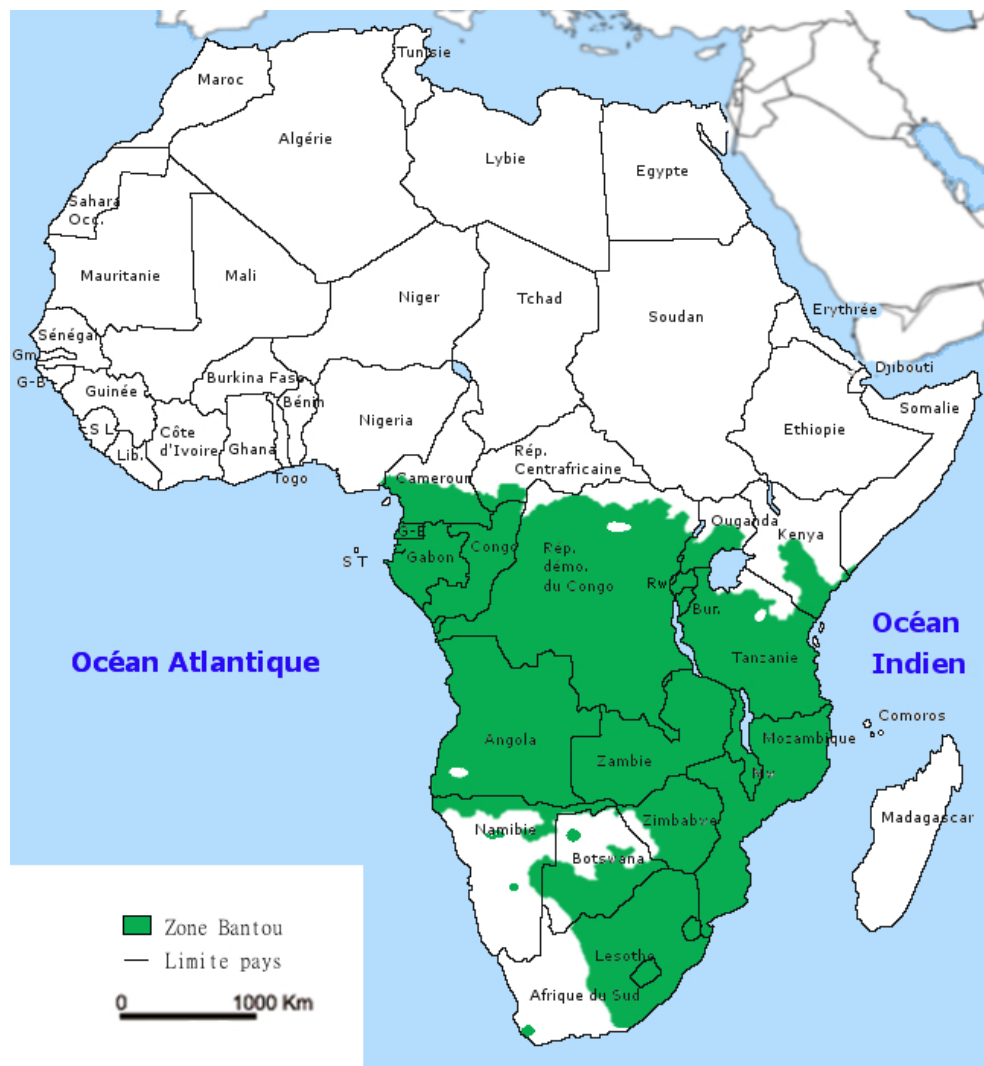 Tunisie
Maroc
Algérie
Lybie
Egypte
Sahara
Occ.
Mauritanie
Mali
Niger
Tchad
Soudan
Erythrée
Sénégal
Gm
G-B
Guinée
Burkina Faso
Bénin
Djibouti
Somalie
Nigeria
Ethiopie
S L
Lib.
Côte
d'Ivoire
Ghana
Togo
Rép.
Centrafricaine
Cameroun
Ouganda
Kenya
G-E
Gabon
Congo
S T
Rép.
démo.
du Congo
Rw
Bur.
Océan Atlantique
Océan
Indien
Tanzanie
Comoros
Angola
Zambie
Mozambique
Mw
Madagascar
Namibie
Zimbabwe
Botswana
Lesotho
Afrique du Sud
Zone Bantou
Limite pays
0 1000 Km